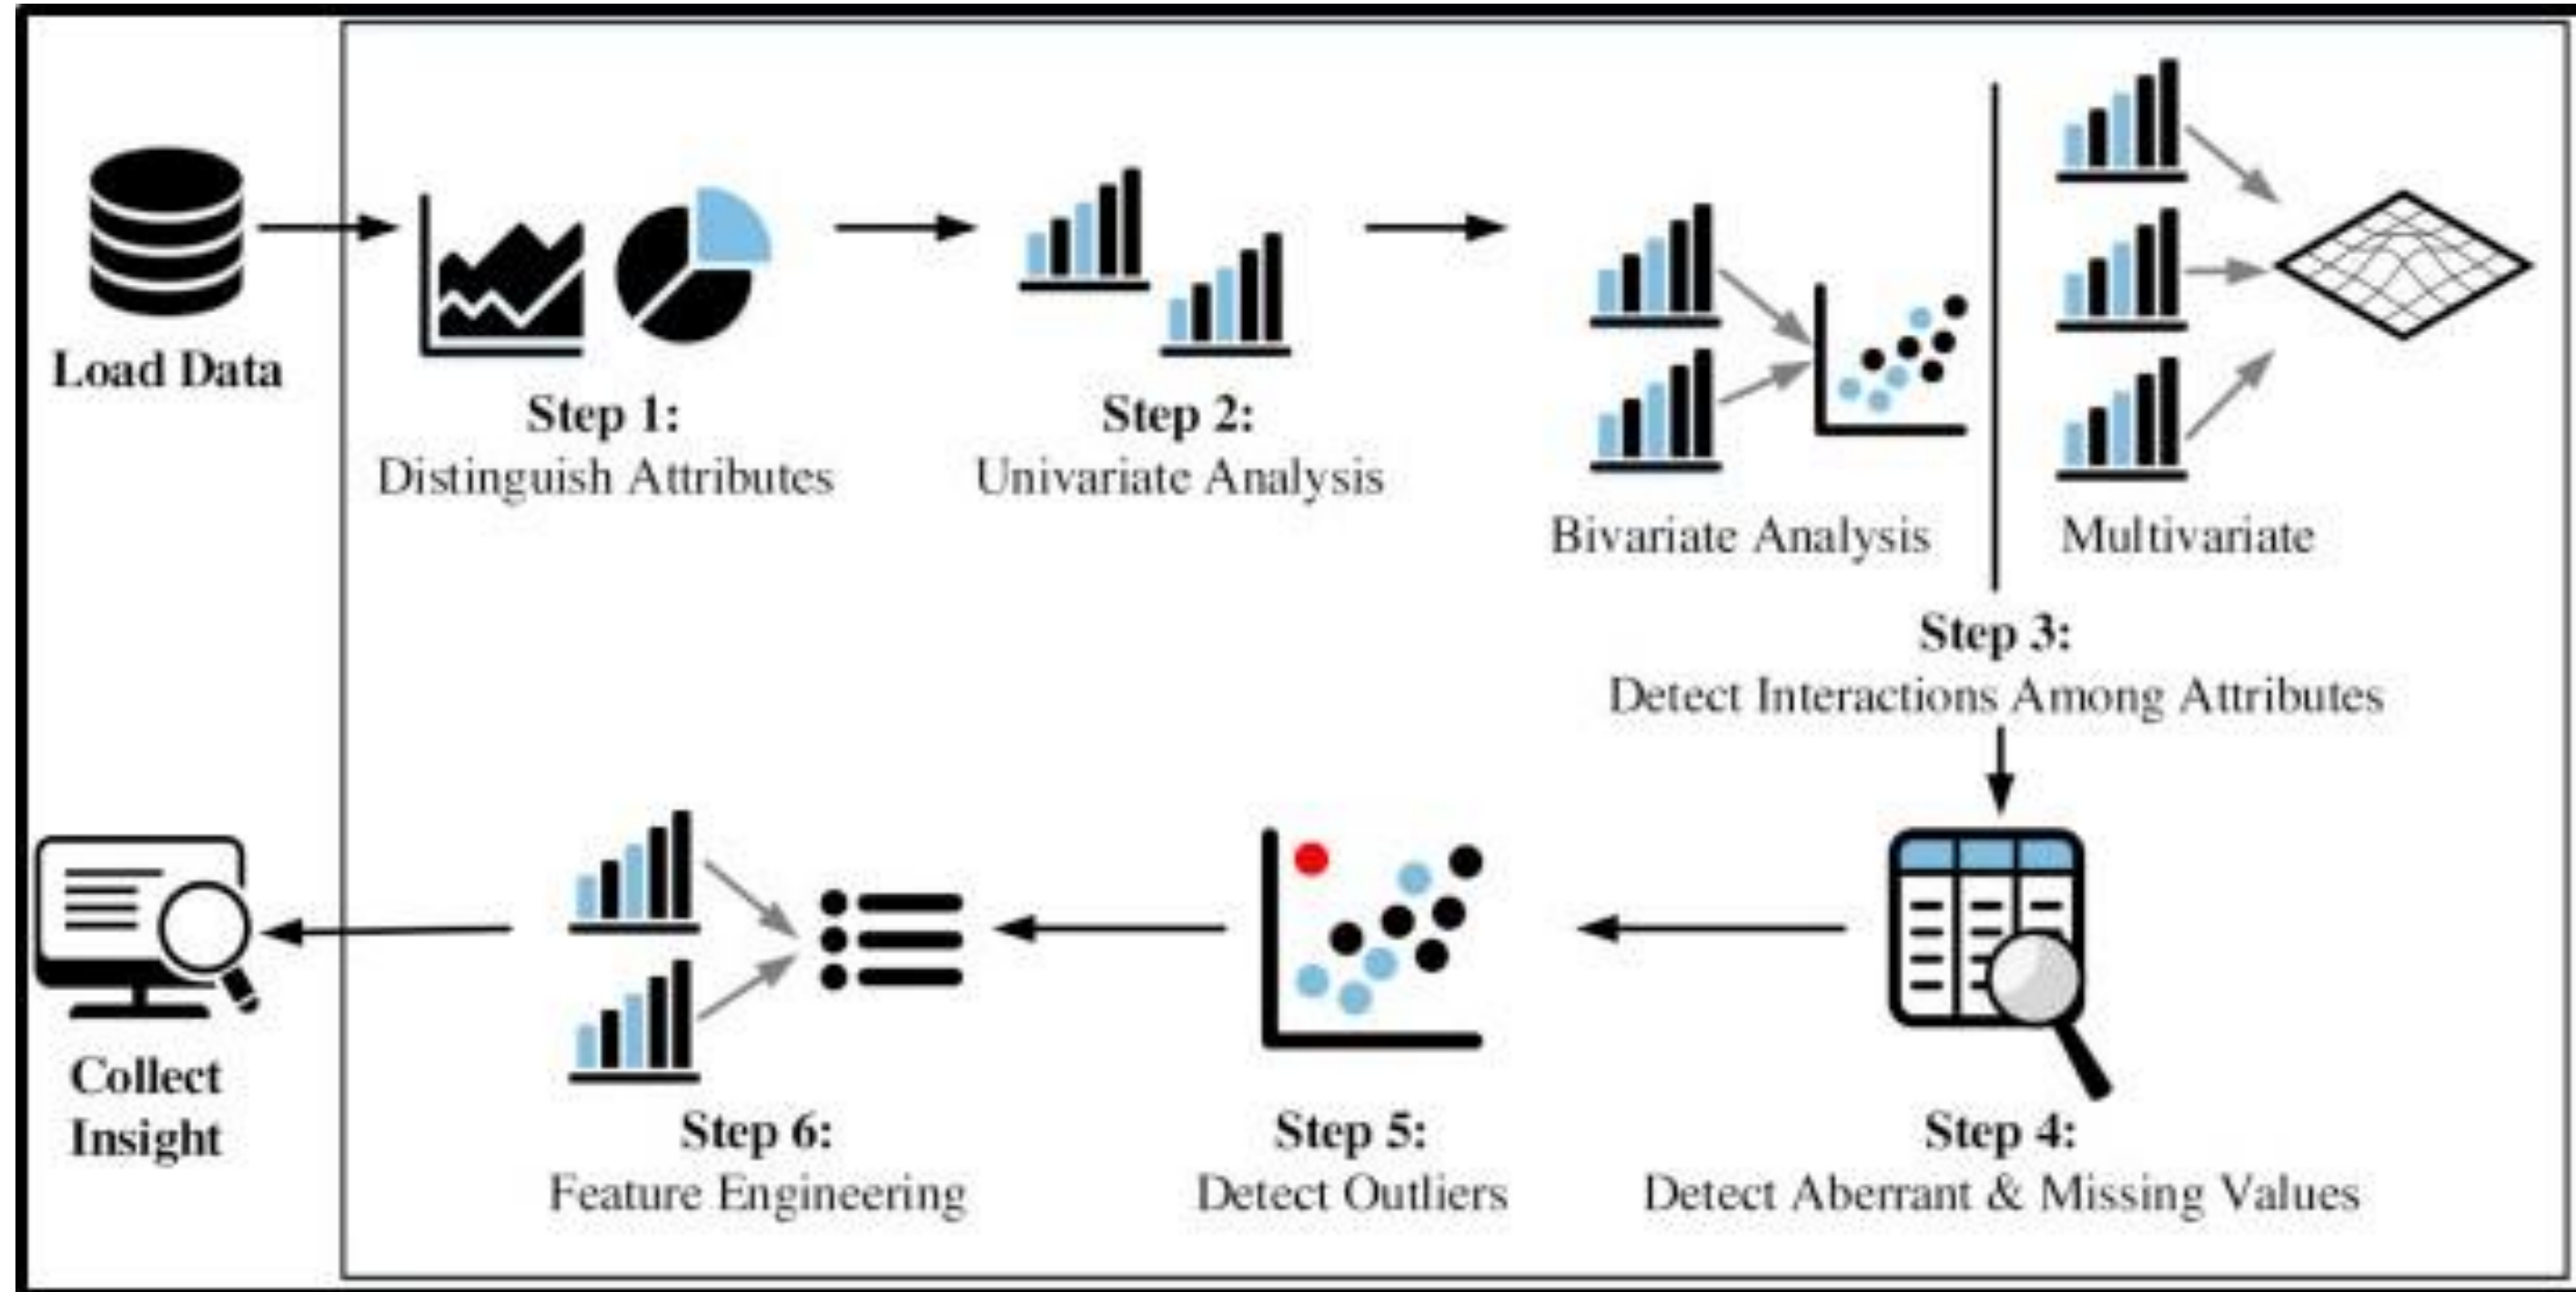 Load Data
Step 1:
Distinguish Attributes
Step 2:
Univariate Analysis
Bivariate Analysis
Multivariate
Step 3:
Detect Interactions Among Attributes
Step 4:
Detect Aberrant & Missing Values
Step 5:
Detect Outliers
Step 6:
Feature Engineering
Collect
Insight